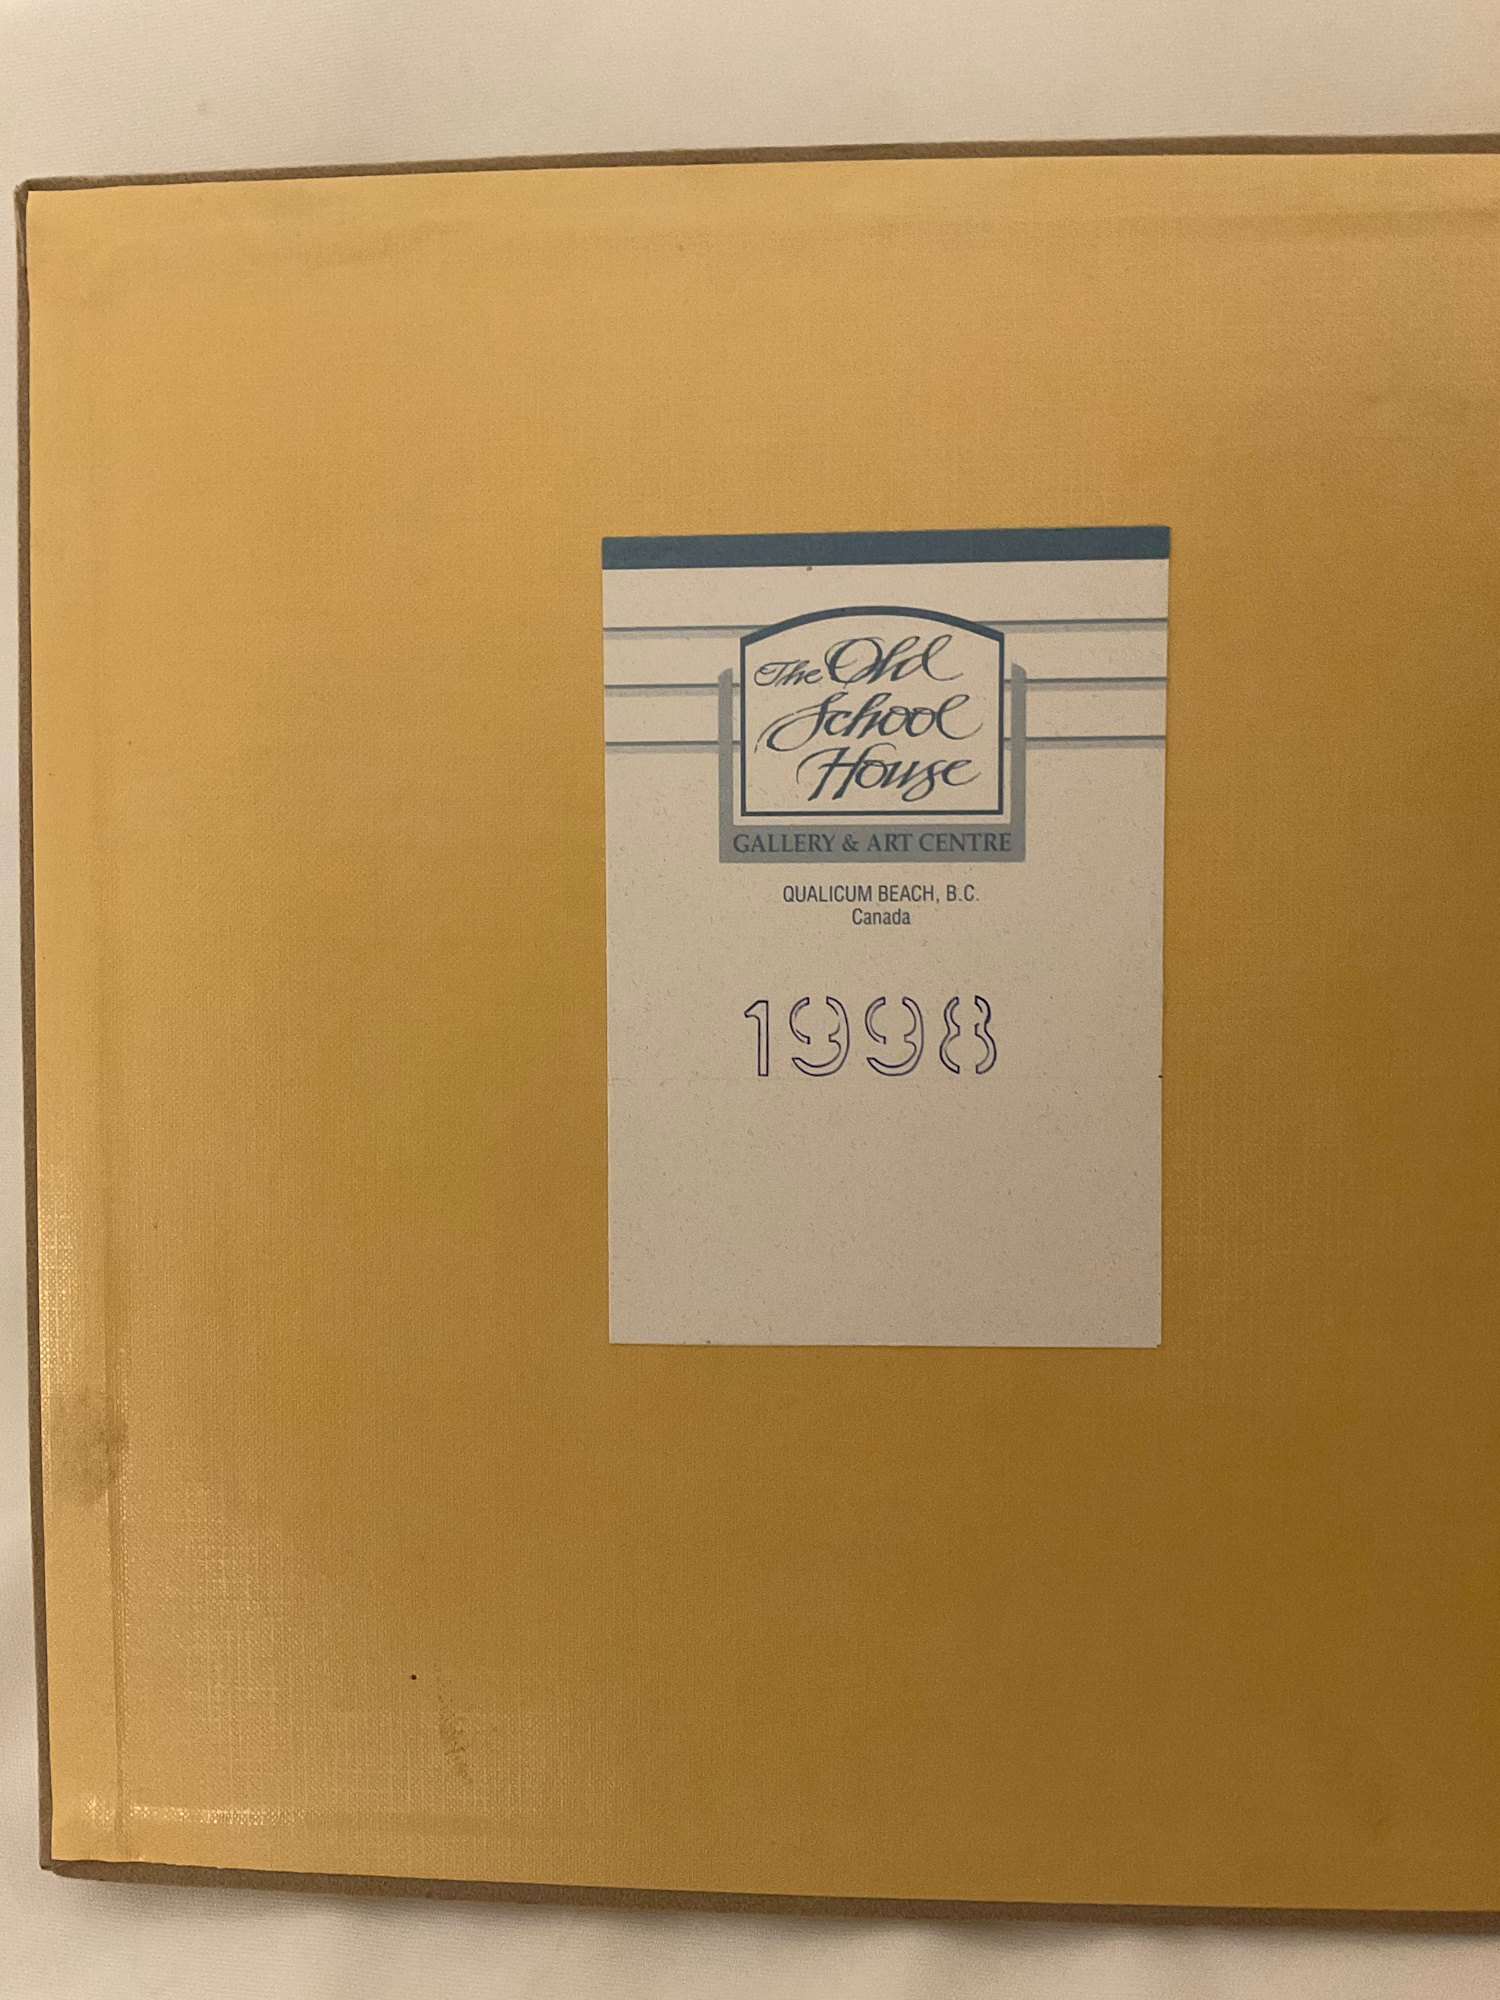 The Old
School
House
GALLERY & ART CENTRE
QUALICUM BEACH, B.C.
Canada
1998